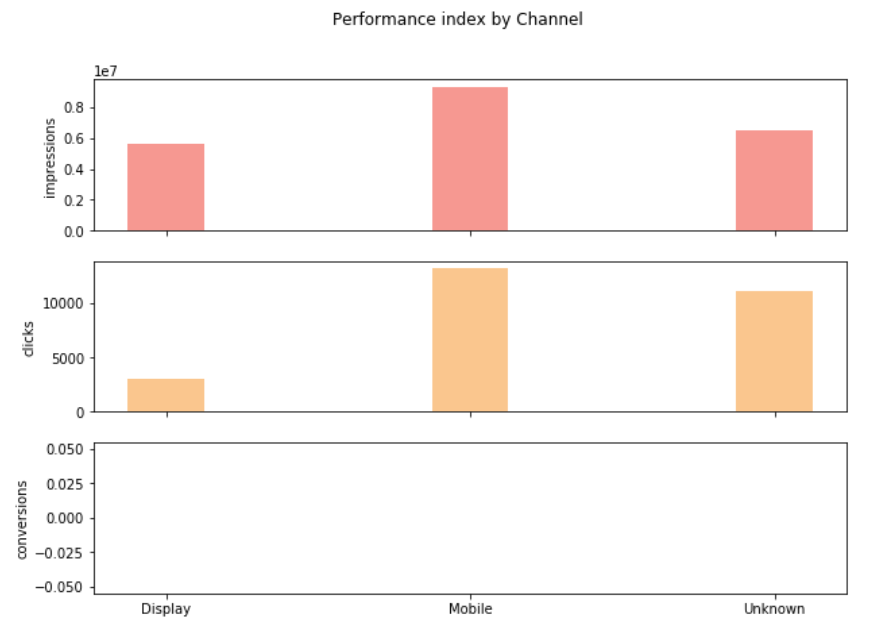 Performance index by Channel
1e7
impressions
0.8
0.6
0.4
0.2
0.0
clicks
10000
5000
0
conversions
0.050
0.025
0.000
−0.025
−0.050
Display Mobile Unknown